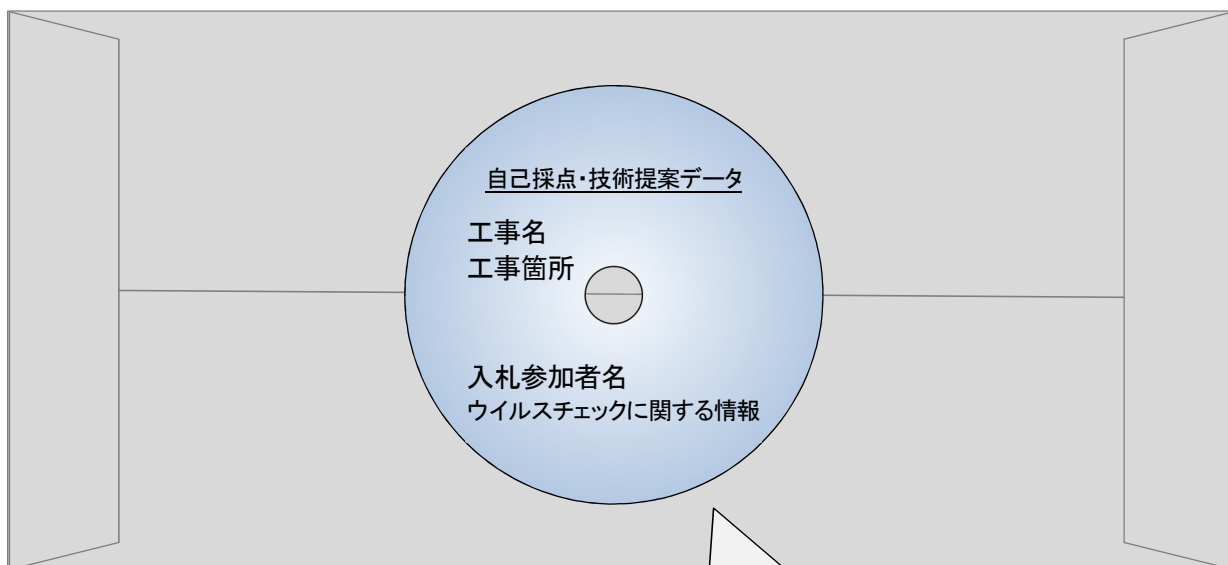 自己採点・技術提案データ
工事名
工事箇所
入札参加者名
ウイルスチェックに関する情報